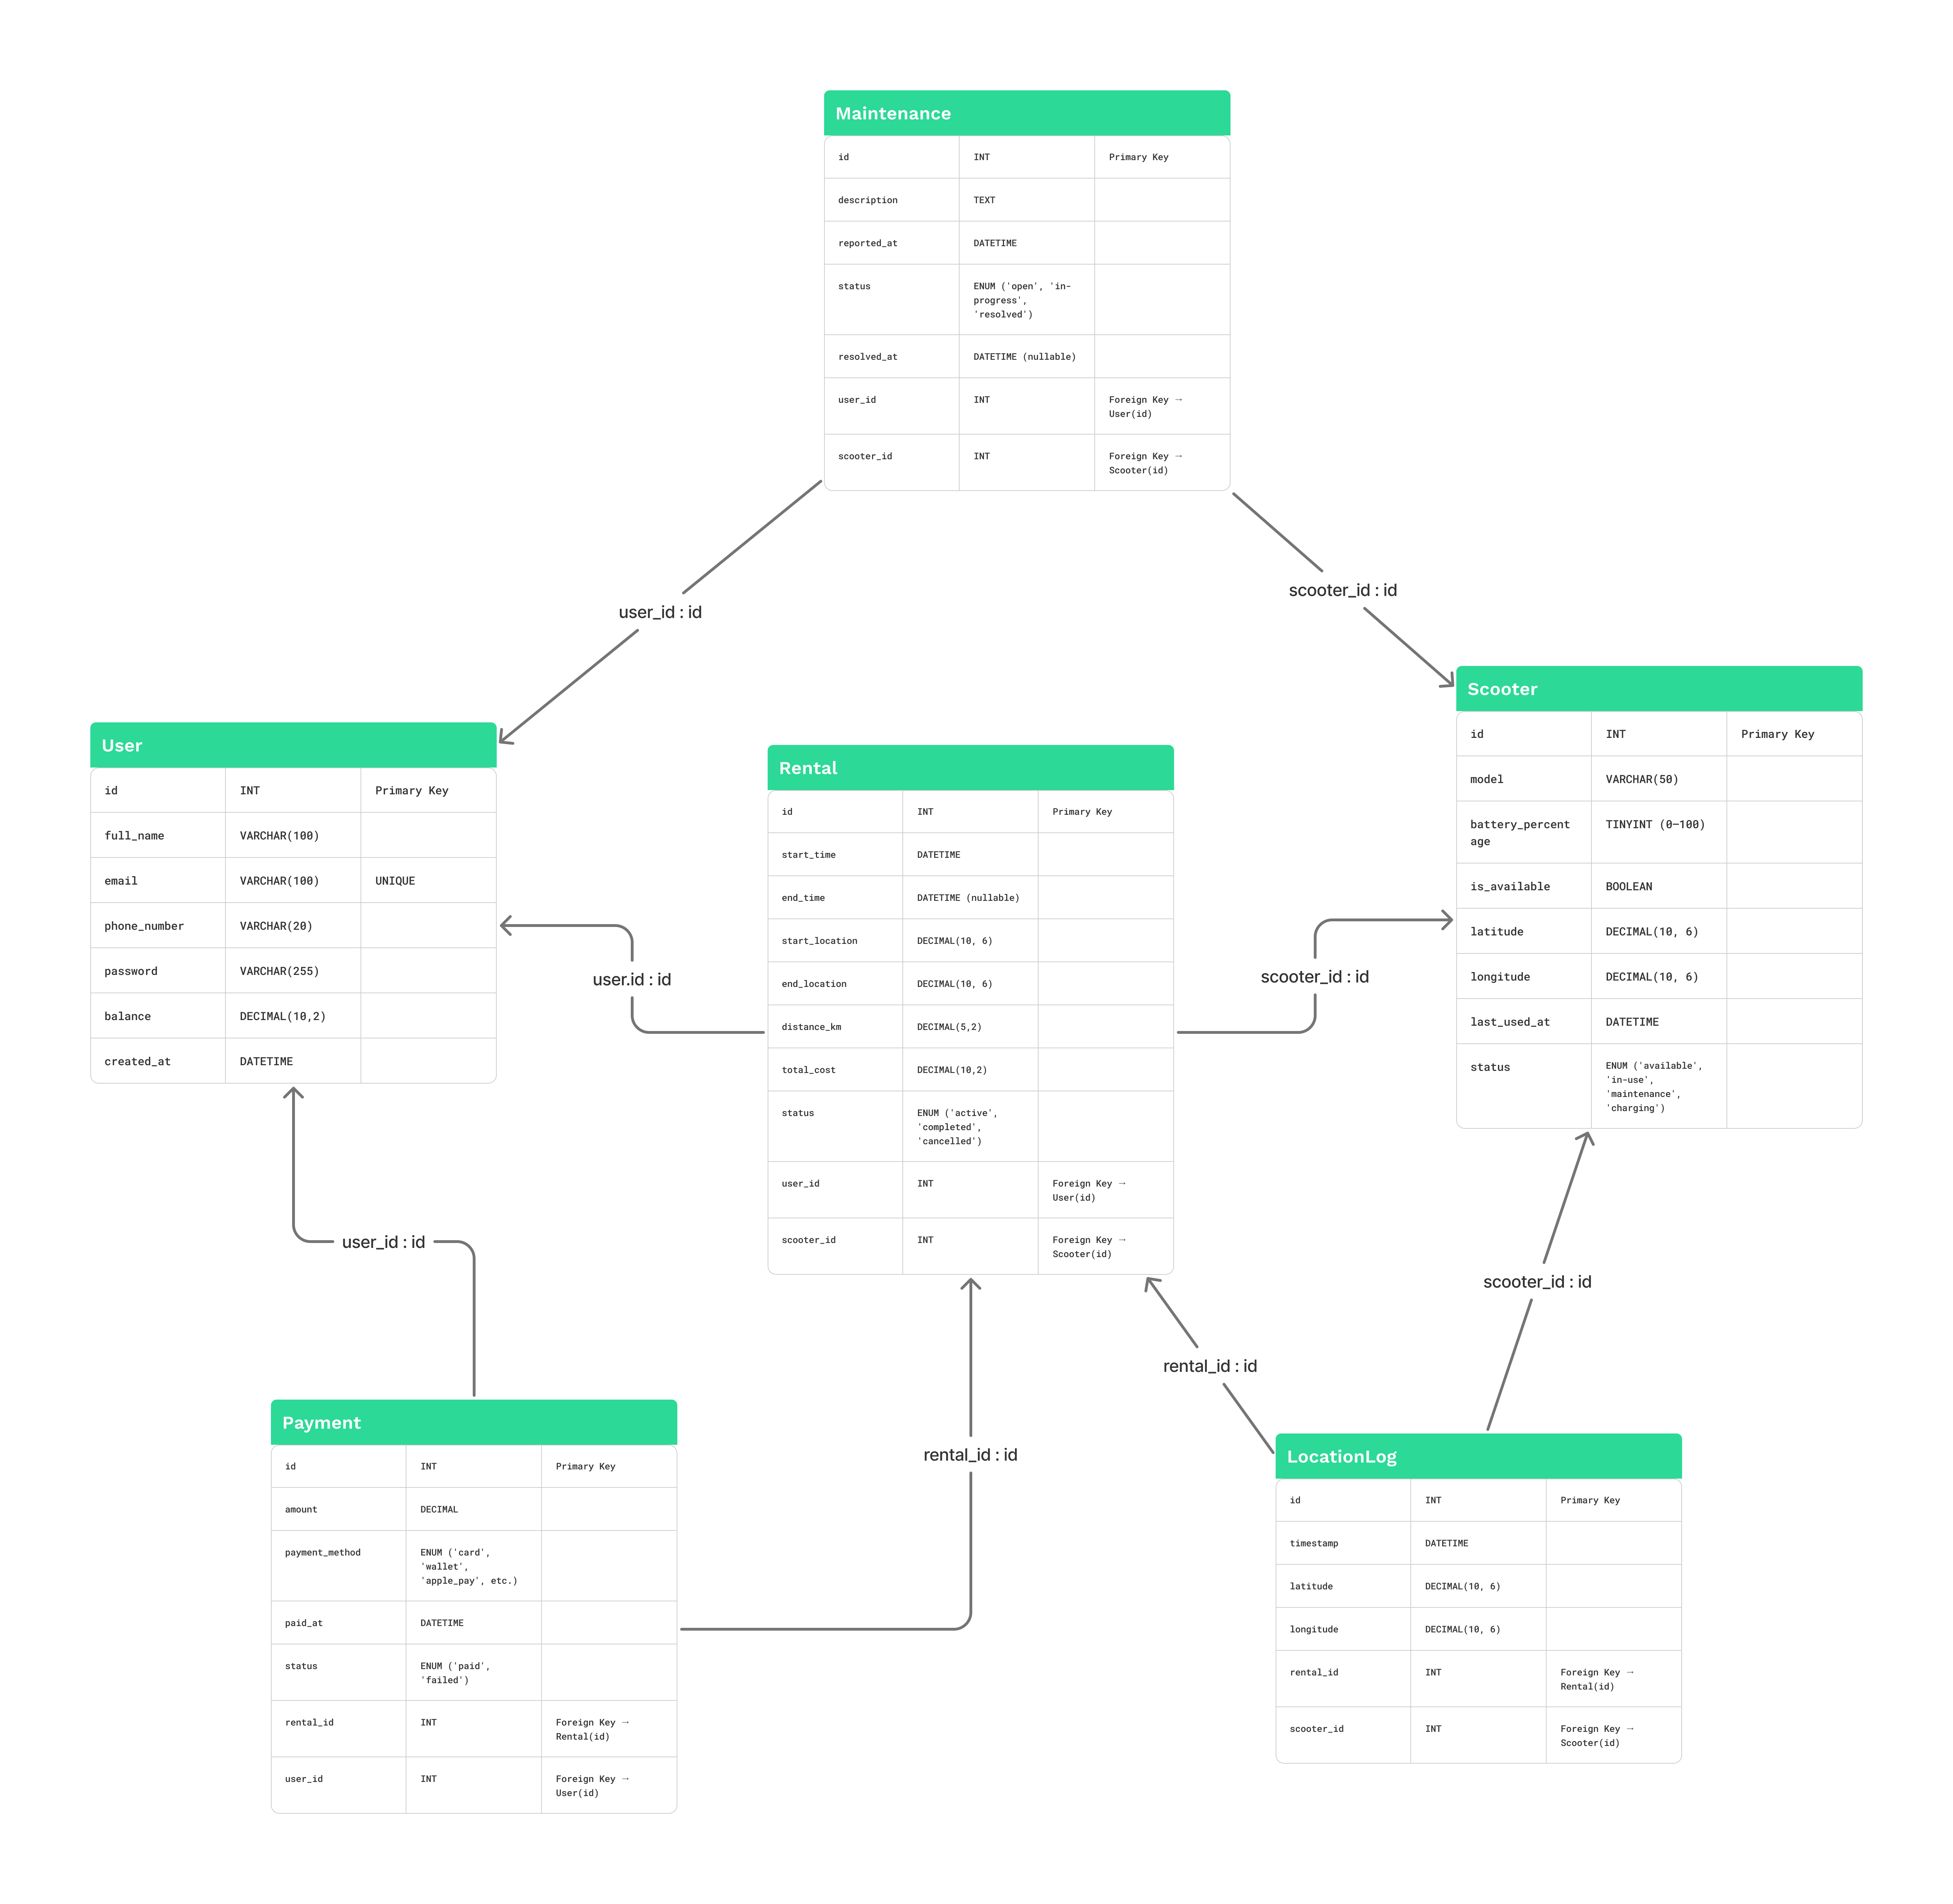 Maintenance
id INT Primary Key
description TEXT
reported_at DATETIME
status ENUM ('open', 'in-
progress',
'resolved')
resolved_at DATETIME (nullable)
user_id INT Foreign Key →
User(id)
scooter_id INT Foreign Key →
Scooter(id)
user_id : id
scooter_id : id
User
id INT Primary Key
full_name VARCHAR(100)
email VARCHAR(100) UNIQUE
phone_number VARCHAR(20)
password VARCHAR(255)
balance DECIMAL(10,2)
created_at DATETIME
user.id : id
Rental
id INT Primary Key
start_time DATETIME
end_time DATETIME (nullable)
start_location DECIMAL(10, 6)
end_location DECIMAL(10, 6)
distance_km DECIMAL(5,2)
total_cost DECIMAL(10,2)
status ENUM ('active',
'completed',
'cancelled')
user_id INT Foreign Key →
User(id)
scooter_id INT Foreign Key →
Scooter(id)
scooter_id : id
Scooter
id INT Primary Key
model VARCHAR(50)
battery_percent TINYINT (0–100)
age
is_available BOOLEAN
latitude DECIMAL(10, 6)
longitude DECIMAL(10, 6)
last_used_at DATETIME
status ENUM ('available',
'in-use',
'maintenance',
'charging')
user_id : id
rental_id : id
rental_id : id
scooter_id : id
Payment
id INT Primary Key
amount DECIMAL
payment_method ENUM ('card',
'wallet',
'apple_pay', etc.)
paid_at DATETIME
status ENUM ('paid',
'failed')
rental_id INT Foreign Key →
Rental(id)
user_id INT Foreign Key →
User(id)
LocationLog
id INT Primary Key
timestamp DATETIME
latitude DECIMAL(10, 6)
longitude DECIMAL(10, 6)
rental_id INT Foreign Key →
Rental(id)
scooter_id INT Foreign Key →
Scooter(id)